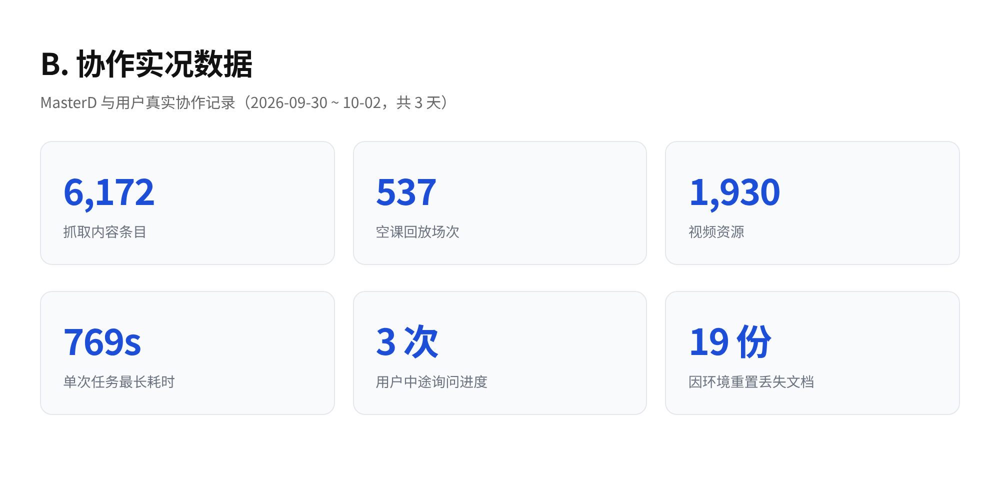 B. 协作实况数据
MasterD 与用户真实协作记录（2026-09-30 ~ 10-02，共 3 天）
6,172
抓取内容条目
537
空课回放场次
1,930
视频资源
769s
单次任务最长耗时
3 次
用户中途询问进度
19 份
因环境重置丢失文档